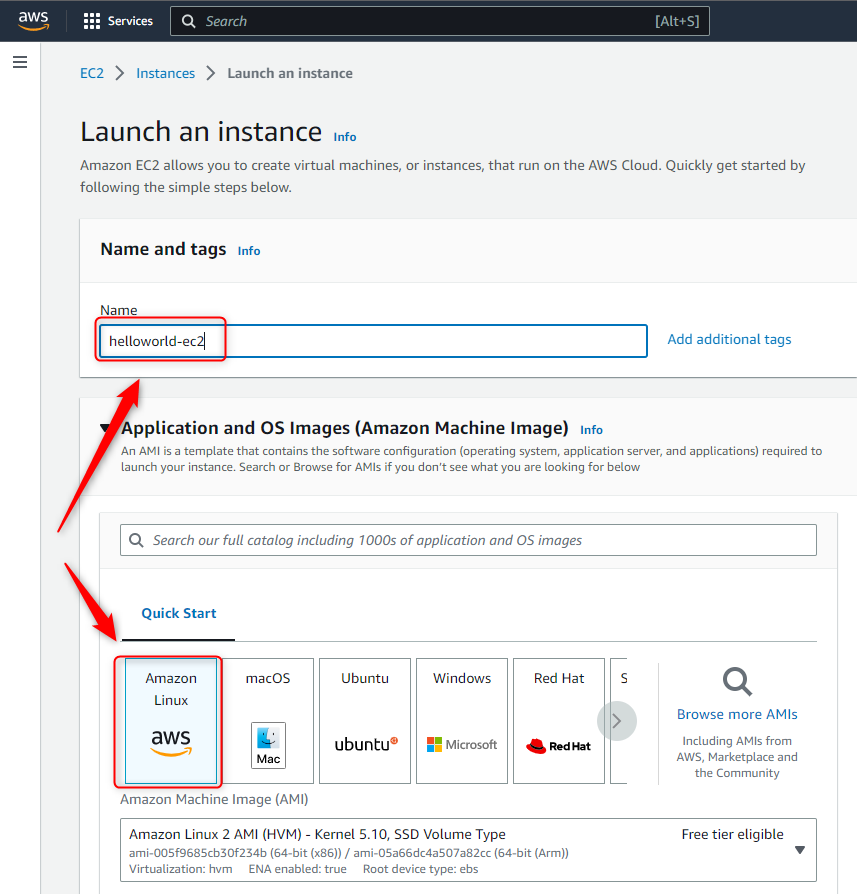 aws Services Search [Alt+S]
EC2 Instances Launch an instance
Launch an instance Info
Amazon EC2 allows you to create virtual machines, or instances, that run on the AWS Cloud. Quickly get started by
following the simple steps below.
Name and tags Info
Name
helloworld-ec2 Add additional tags
Application and OS Images (Amazon Machine Image) Info
An AMI is a template that contains the software configuration (operating system, application server, and applications) required to
launch your instance. Search or Browse for AMIs if you don't see what you are looking for below
Search our full catalog including 1000s of application and OS images
Quick Start
Amazon Linux
aws
macOS
Mac
Ubuntu
ubuntu
Windows
Microsoft
Red Hat
Red Hat
S
Browse more AMIs
Including AMIs from
AWS, Marketplace and
the Community
Amazon Machine Image (AMI)
Amazon Linux 2 AMI (HVM) - Kernel 5.10, SSD Volume Type Free tier eligible
ami-005f9685cb30f234b (64-bit (x86)) / ami-05a66dc4a507a82cc (64-bit (Arm))
Virtualization: hvm ENA enabled: true Root device type: ebs